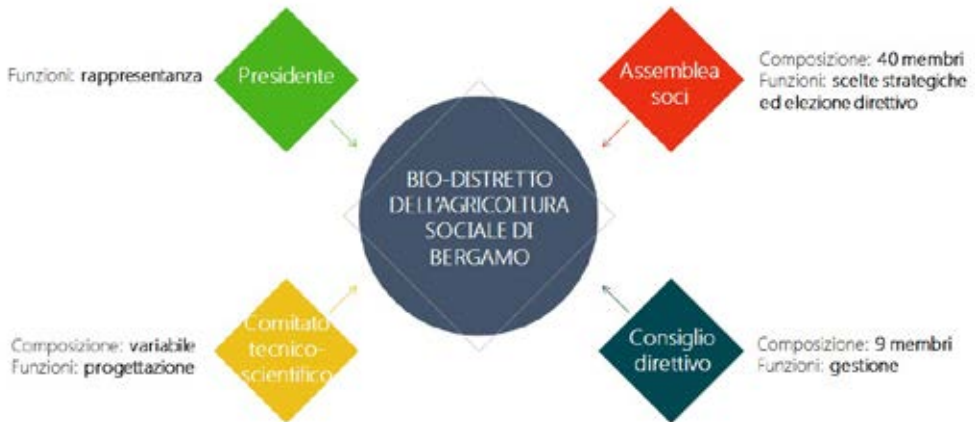 Funzioni: rappresentanza
Presidente
Assemblea
soci
Composizione: 40 membri
Funzioni: scelte strategiche
ed elezione direttivo
BIO-DISTRETTO
DELL'AGRICOLTURA
SOCIALE DI
BERGAMO
Composizione: variabile
Funzioni: progettazione
Comitato
tecnico-
scientifico
Consiglio
direttivo
Composizione: 9 membri
Funzioni: gestione